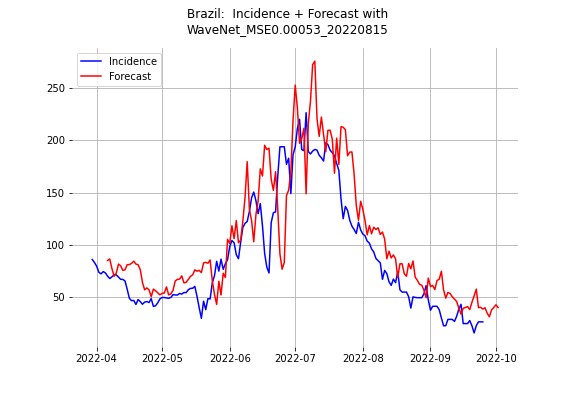 Brazil:  Incidence + Forecast with
WaveNet_MSE0.00053_20220815
Incidence
Forecast
250
200
150
100
50
2022-04 2022-05 2022-06 2022-07 2022-08 2022-09 2022-10